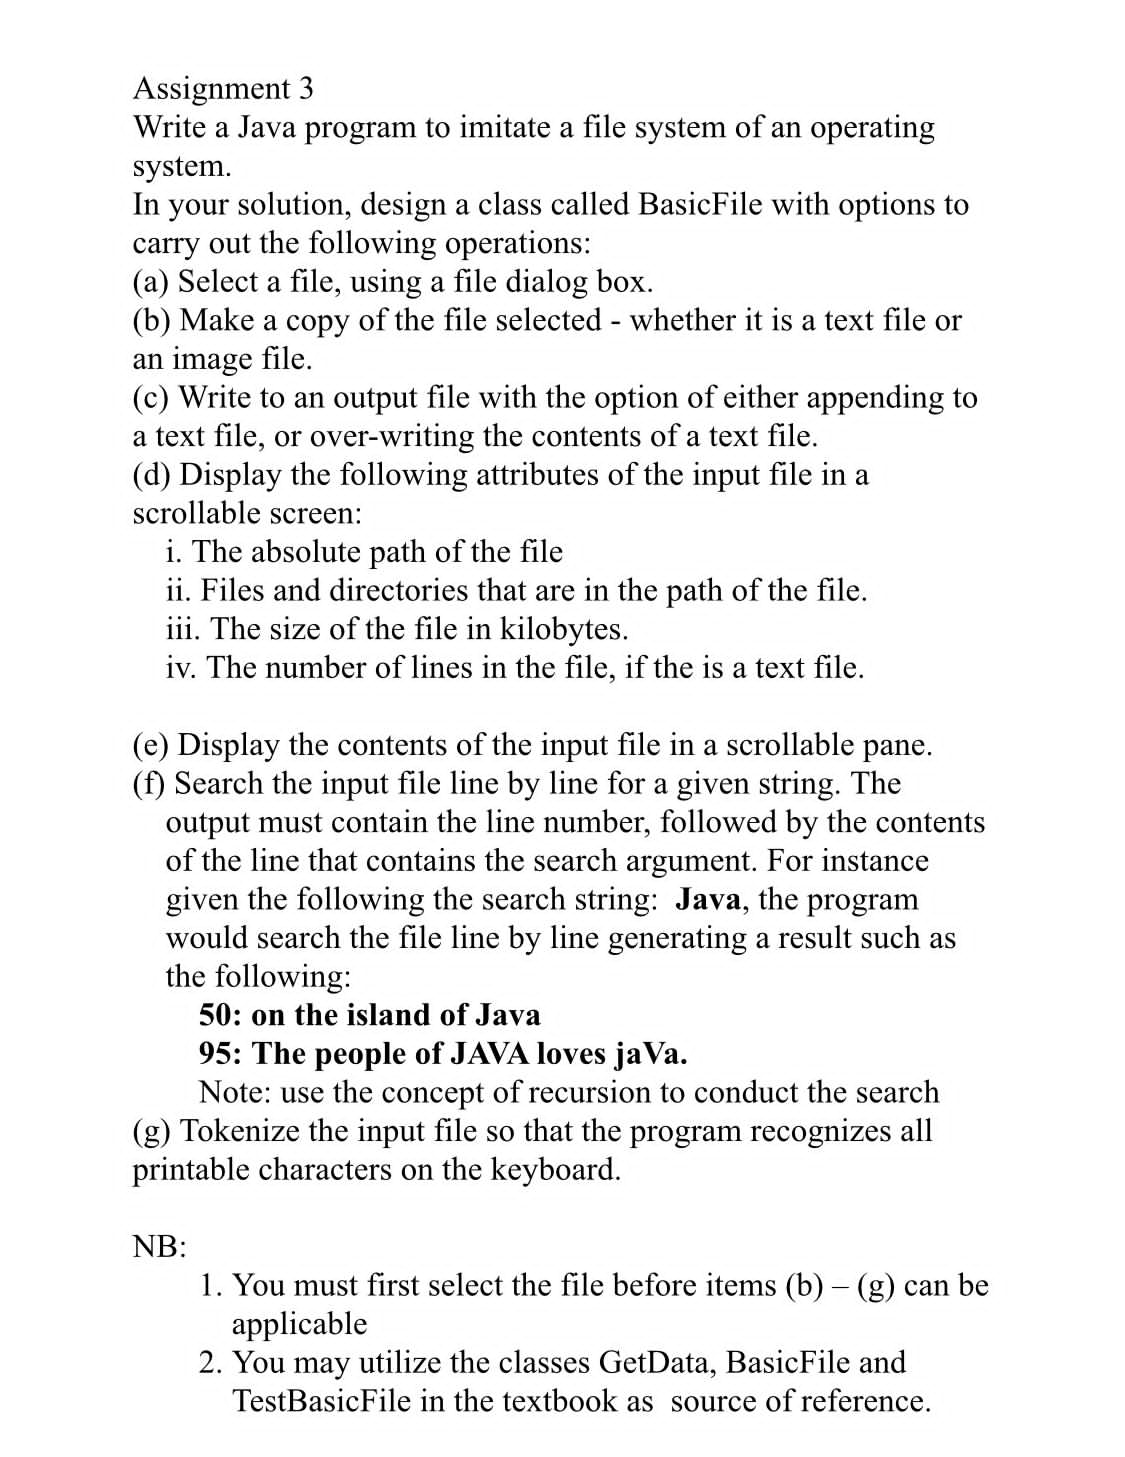 Assignment 3
Write a Java program to imitate a file system of an operating
system.
In your solution, design a class called BasicFile with options to
carry out the following operations:
(a) Select a file, using a file dialog box.
(b) Make a copy of the file selected - whether it is a text file or
an image file.
(c) Write to an output file with the option of either appending to
a text file, or over-writing the contents of a text file.
(d) Display the following attributes of the input file in a
scrollable screen:
i. The absolute path of the file
ii. Files and directories that are in the path of the file.
iii. The size of the file in kilobytes.
iv. The number of lines in the file, if the is a text file.
(e) Display the contents of the input file in a scrollable pane.
(f) Search the input file line by line for a given string. The
output must contain the line number, followed by the contents
of the line that contains the search argument. For instance
given the following the search string: Java, the program
would search the file line by line generating a result such as
the following:
50: on the island of Java
95: The people of JAVA loves jaVa.
Note: use the concept of recursion to conduct the search
(g) Tokenize the input file so that the program recognizes all
printable characters on the keyboard.
NB:
1. You must first select the file before items (b) – (g) can be
applicable
2. You may utilize the classes GetData, BasicFile and
TestBasicFile in the textbook as source of reference.